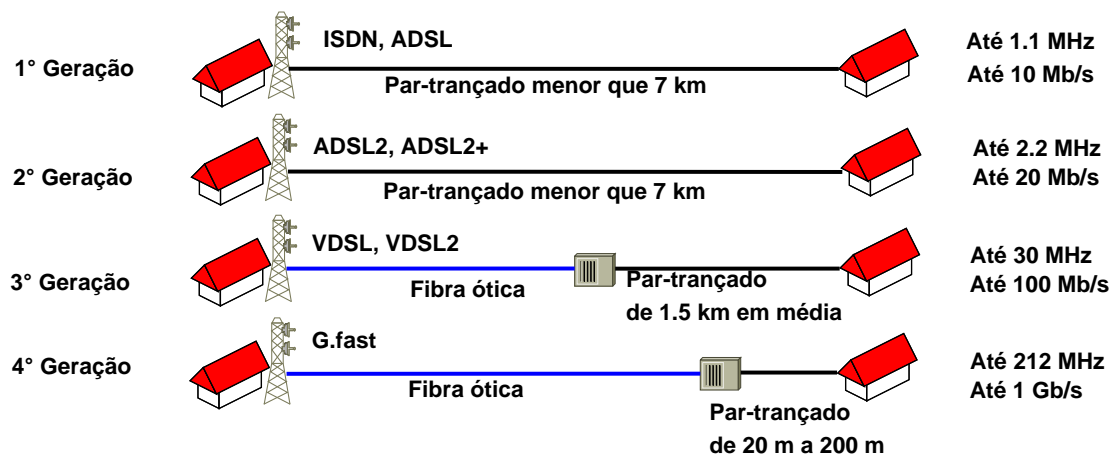 1° Geração
ISDN, ADSL
Par-trançado menor que 7 km
Até 1.1 MHz
Até 10 Mb/s
2° Geração
ADSL2, ADSL2+
Par-trançado menor que 7 km
Até 2.2 MHz
Até 20 Mb/s
3° Geração
VDSL, VDSL2
Fibra ótica
Par-trançado
de 1.5 km em média
Até 30 MHz
Até 100 Mb/s
4° Geração
G.fast
Fibra ótica
Par-trançado
de 20 m a 200 m
Até 212 MHz
Até 1 Gb/s